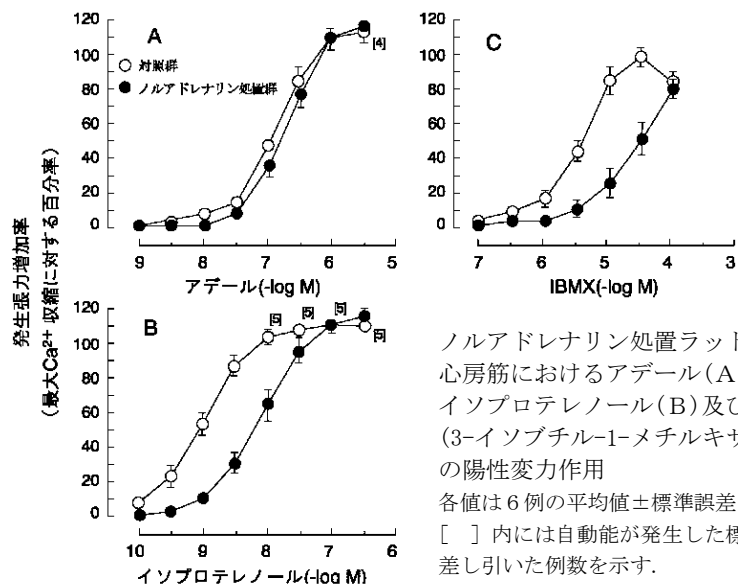 発生張力増加率
(最大Ca²⁺ 収縮に対する百分率)
A
○ 対照群
● ノルアドレナリン処置群
120
100
80
60
40
20
0
[4]
9 8 7 6 5
アデール(-log M)
C
120
100
80
60
40
20
0
7 6 5 4 3
IBMX(-log M)
B
120
100
80
60
40
20
0
[5] [5] [5] [5]
10 9 8 7 6
イソプロテレノール(-log M)
ノルアドレナリン処置ラット
心房筋におけるアデール(A
イソプロテレノール(B)及び
(3-イソブチル-1-メチルキサ
の陽性変力作用
各値は6例の平均値±標準誤差
[ ]内には自動能が発生した標
差し引いた例数を示す.